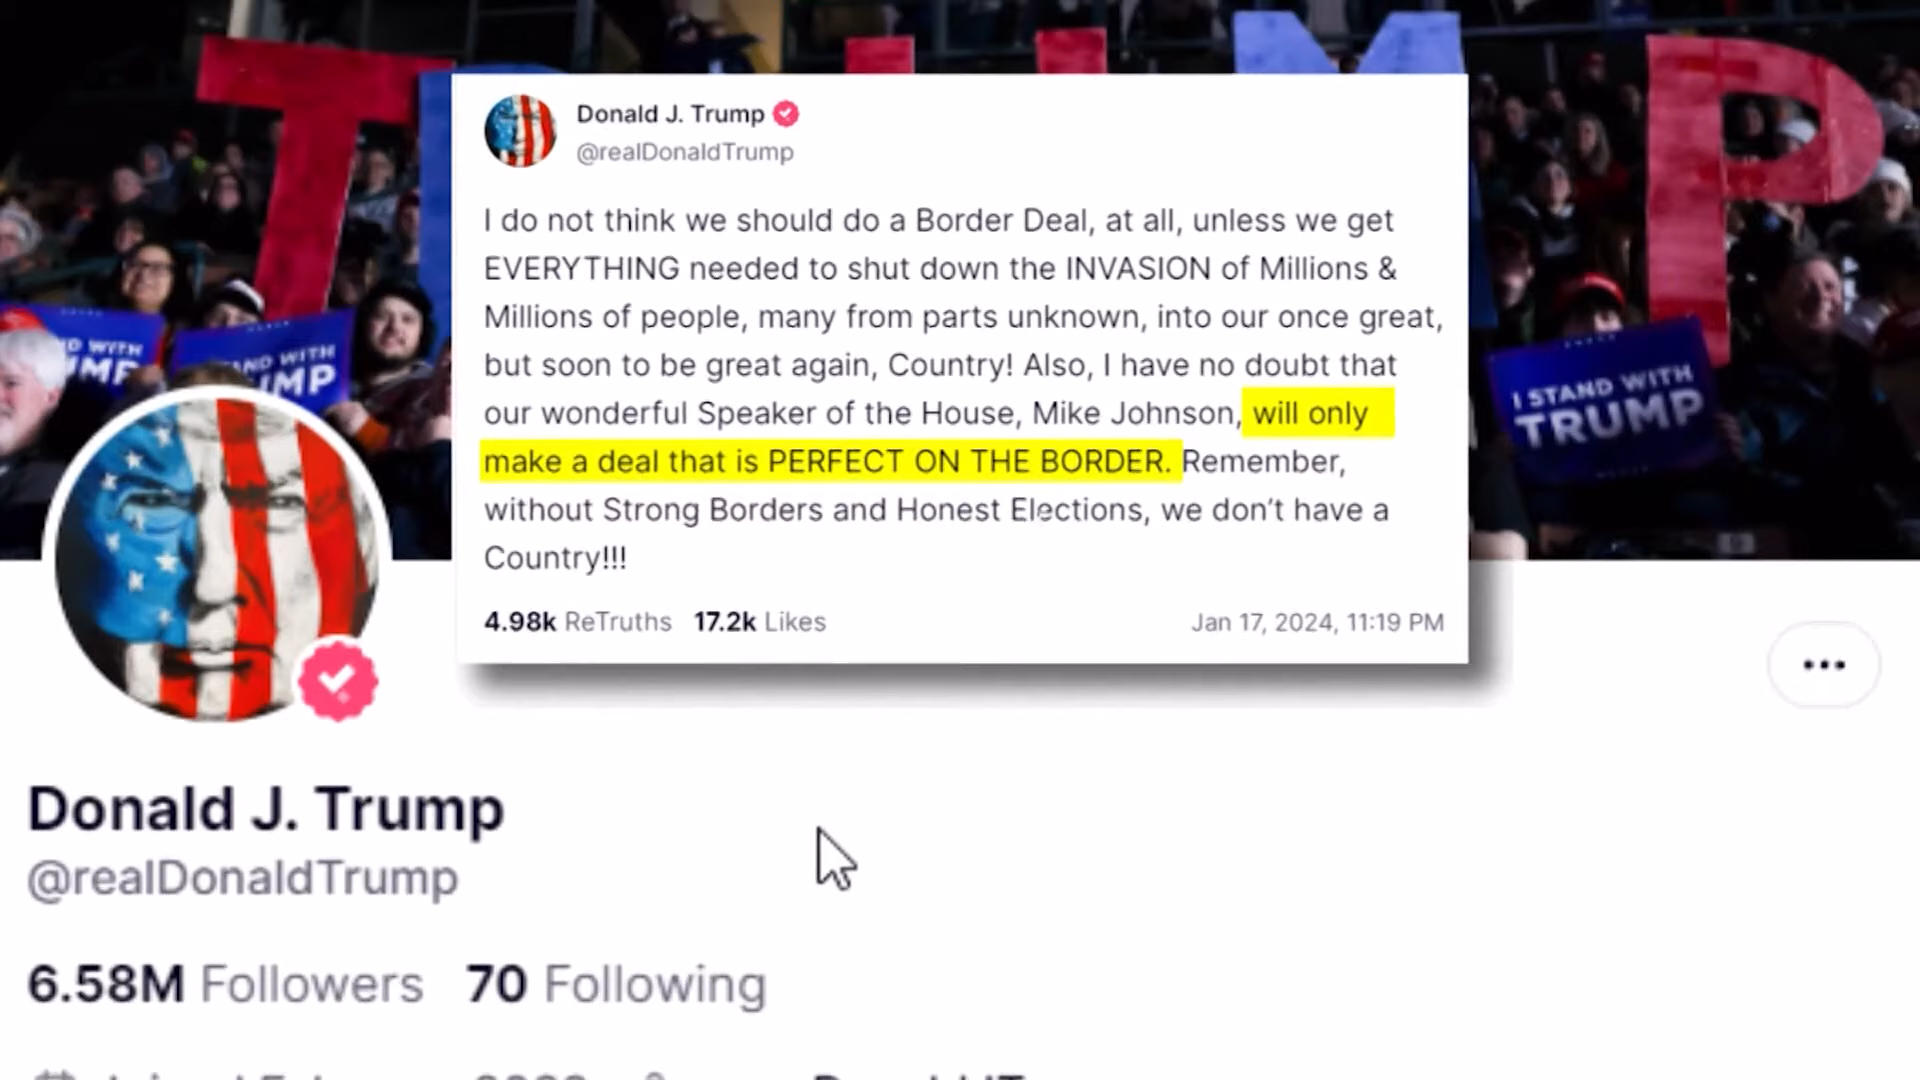 T U M P
Donald J. Trump
@realDonaldTrump
I do not think we should do a Border Deal, at all, unless we get
EVERYTHING needed to shut down the INVASION of Millions &
Millions of people, many from parts unknown, into our once great,
but soon to be great again, Country! Also, I have no doubt that
our wonderful Speaker of the House, Mike Johnson, will only
make a deal that is PERFECT ON THE BORDER. Remember,
without Strong Borders and Honest Elections, we don't have a
Country!!!
4.98k ReTruths 17.2k Likes
Jan 17, 2024, 11:19 PM
D WITH
UMP
AND WITH
UMP
I STAND WITH
TRUMP
Donald J. Trump
@realDonaldTrump
6.58M Followers 70 Following